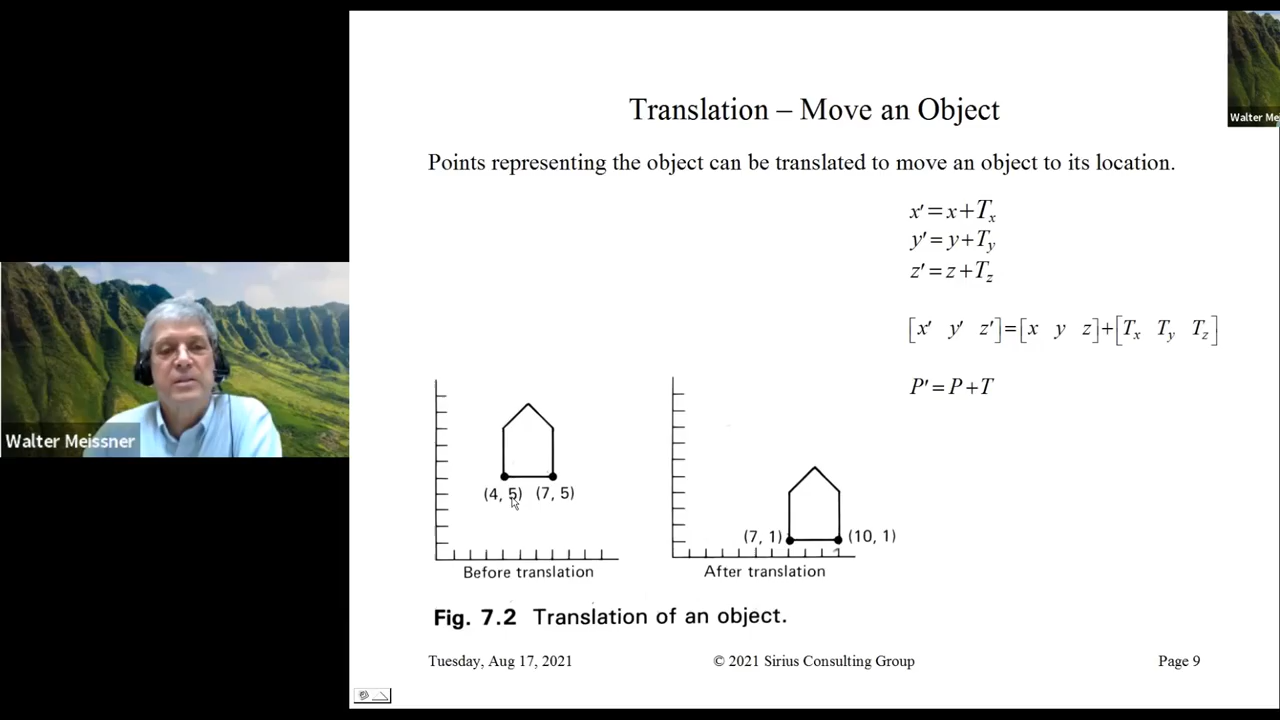 Translation – Move an Object
Walter Mei
Points representing the object can be translated to move an object to its location.
x′ = x + Tx
y′ = y + Ty
z′ = z + Tz
[x′ y′ z′] = [x y z] + [Tx Ty Tz]
P′ = P + T
Walter Meissner
(4, 5) (7, 5)
(7, 1) (10, 1)
Before translation
After translation
Fig. 7.2 Translation of an object.
Tuesday, Aug 17, 2021
© 2021 Sirius Consulting Group
Page 9